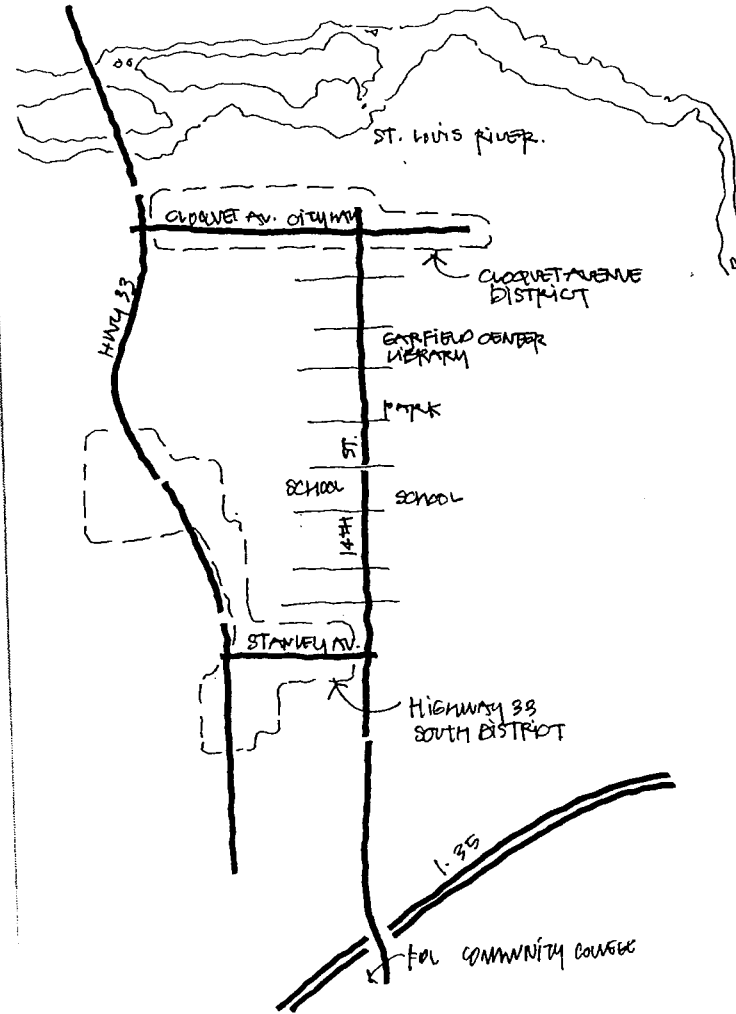 ST. LOUIS RIVER.
CLOQUET AV. CITY HALL
CLOQUET AVENUE
DISTRICT
HWY 33
GARFIELD CENTER
LIBRARY
PARK
ST.
SCHOOL
SCHOOL
14TH
STANLEY AV.
HIGHWAY 33
SOUTH DISTRICT
I-35
FDL COMMUNITY COLLEGE